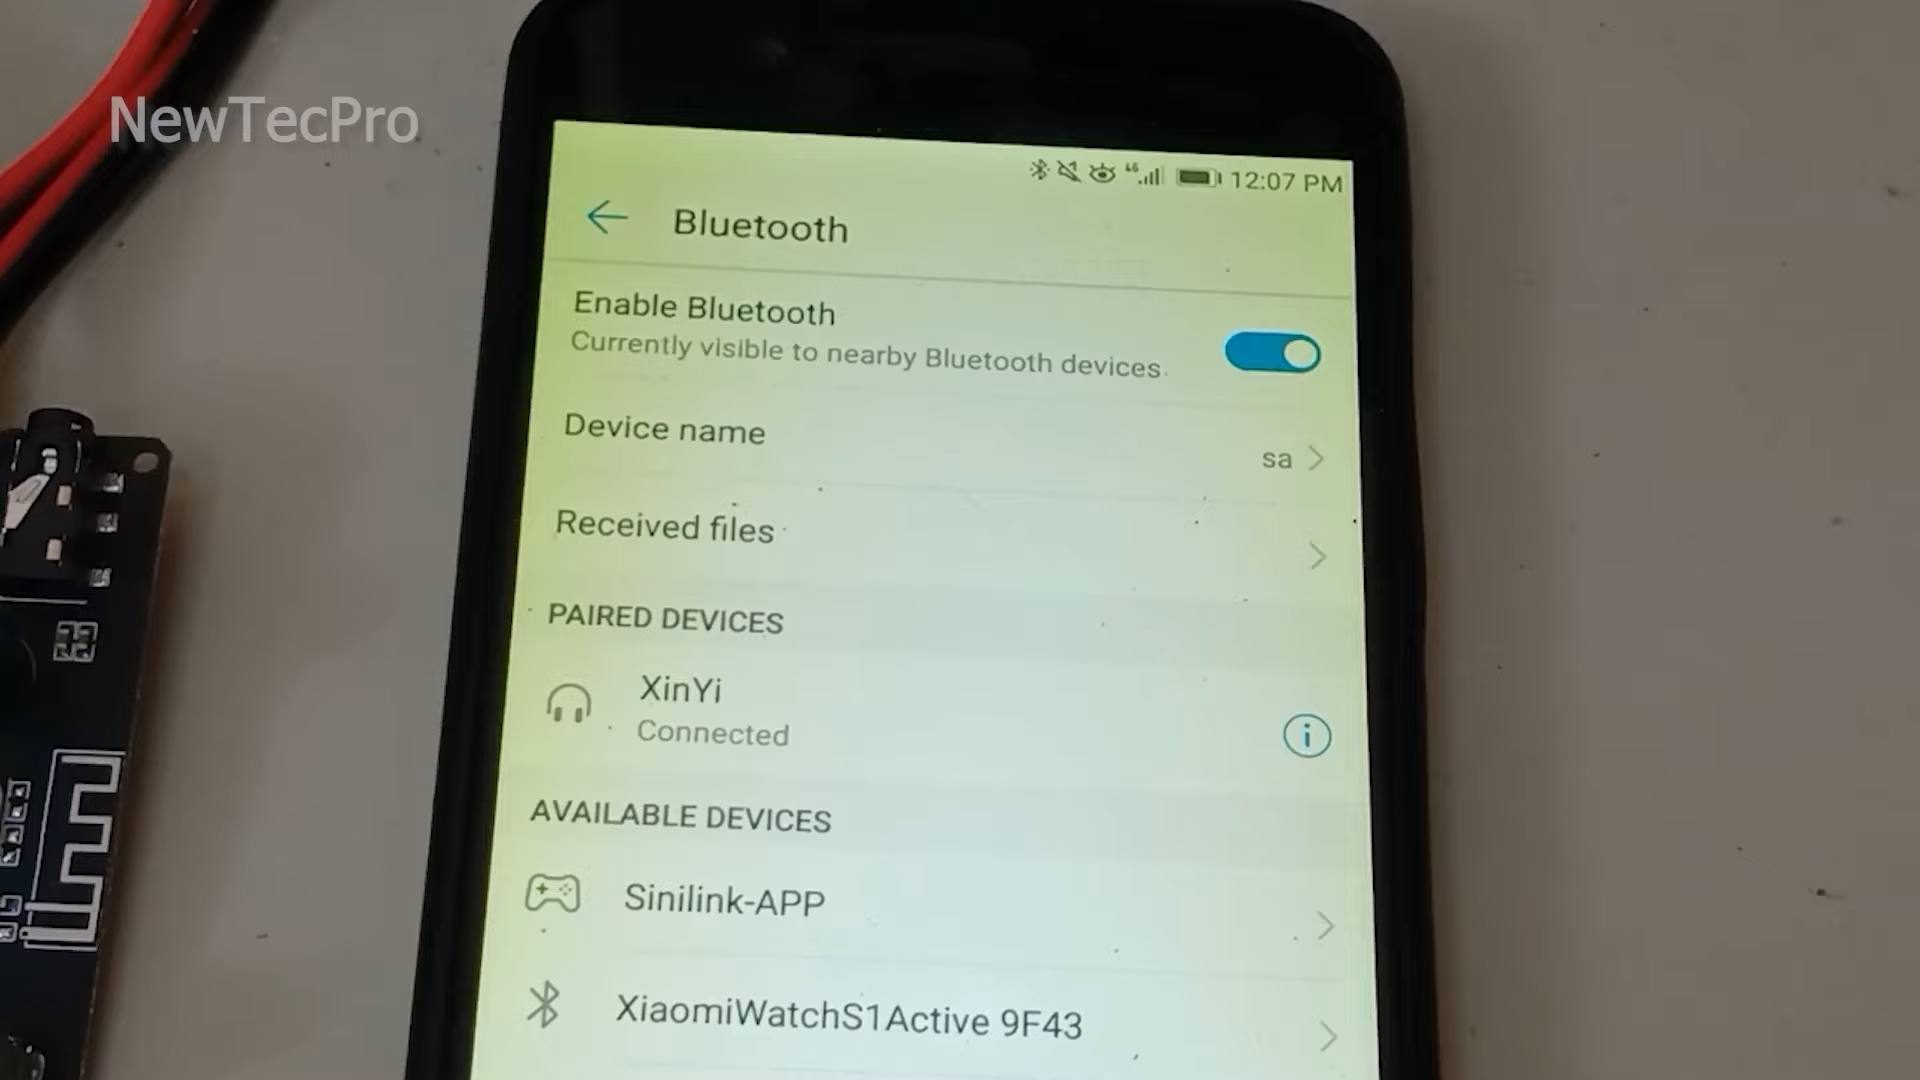 NewTecPro
4G 12:07 PM
Bluetooth
Enable Bluetooth
Currently visible to nearby Bluetooth devices
Device name
sa
Received files
PAIRED DEVICES
XinYi
Connected
AVAILABLE DEVICES
Sinilink-APP
XiaomiWatchS1Active 9F43